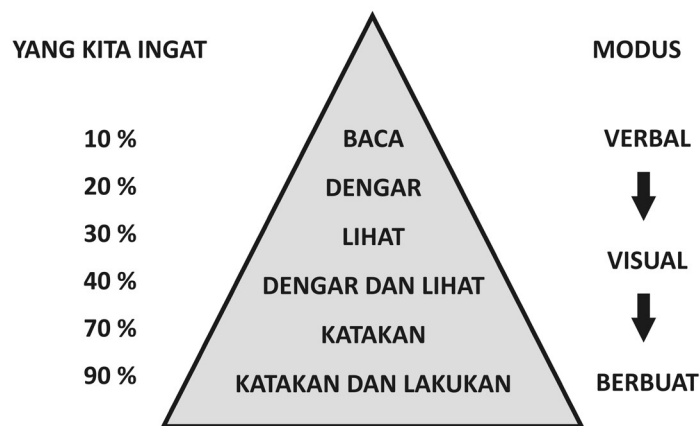 YANG KITA INGAT
MODUS
10 %
BACA
VERBAL
20 %
DENGAR
30 %
LIHAT
VISUAL
40 %
DENGAR DAN LIHAT
70 %
KATAKAN
90 %
KATAKAN DAN LAKUKAN
BERBUAT